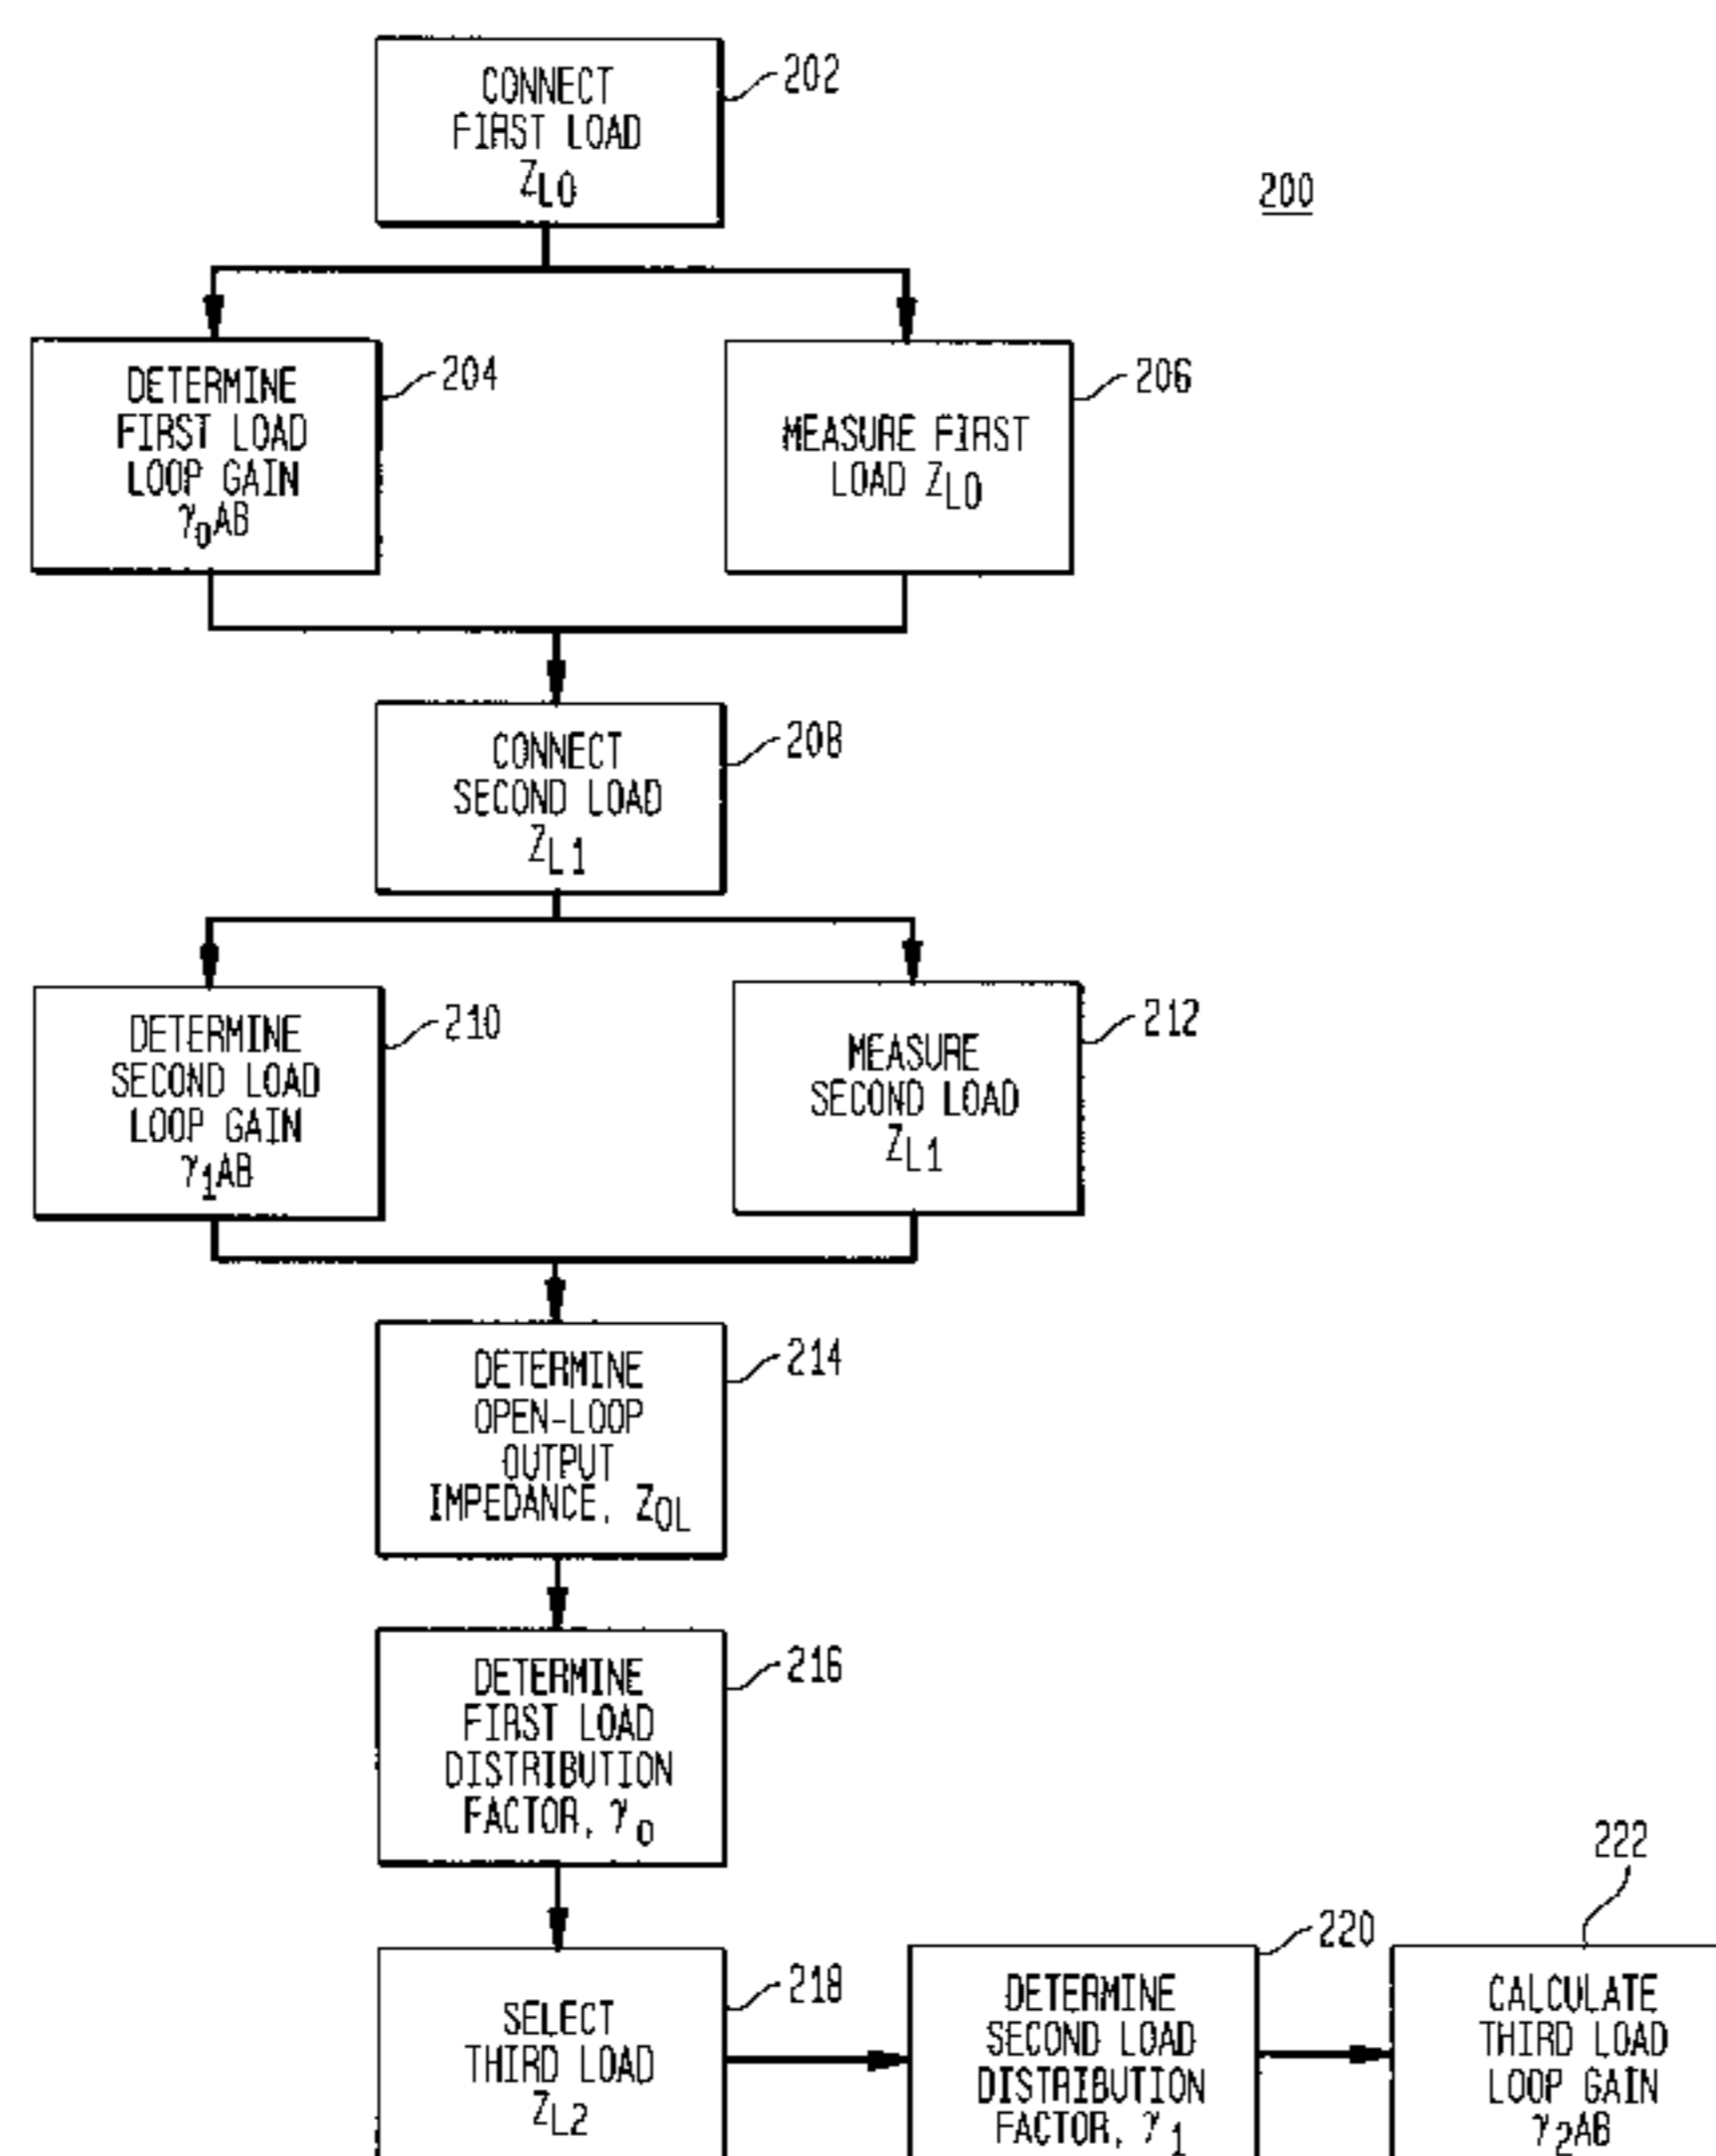 CONNECT
FIRST LOAD
ZL0
202
200
DETERMINE
FIRST LOAD
LOOP GAIN
γ0AB
204
MEASURE FIRST
LOAD ZL0
206
CONNECT
SECOND LOAD
ZL1
208
DETERMINE
SECOND LOAD
LOOP GAIN
γ1AB
210
MEASURE
SECOND LOAD
ZL1
212
DETERMINE
OPEN-LOOP
OUTPUT
IMPEDANCE, ZOL
214
DETERMINE
FIRST LOAD
DISTRIBUTION
FACTOR, γ0
216
SELECT
THIRD LOAD
ZL2
218
DETERMINE
SECOND LOAD
DISTRIBUTION
FACTOR, γ1
220
222
CALCULATE
THIRD LOAD
LOOP GAIN
γ2AB